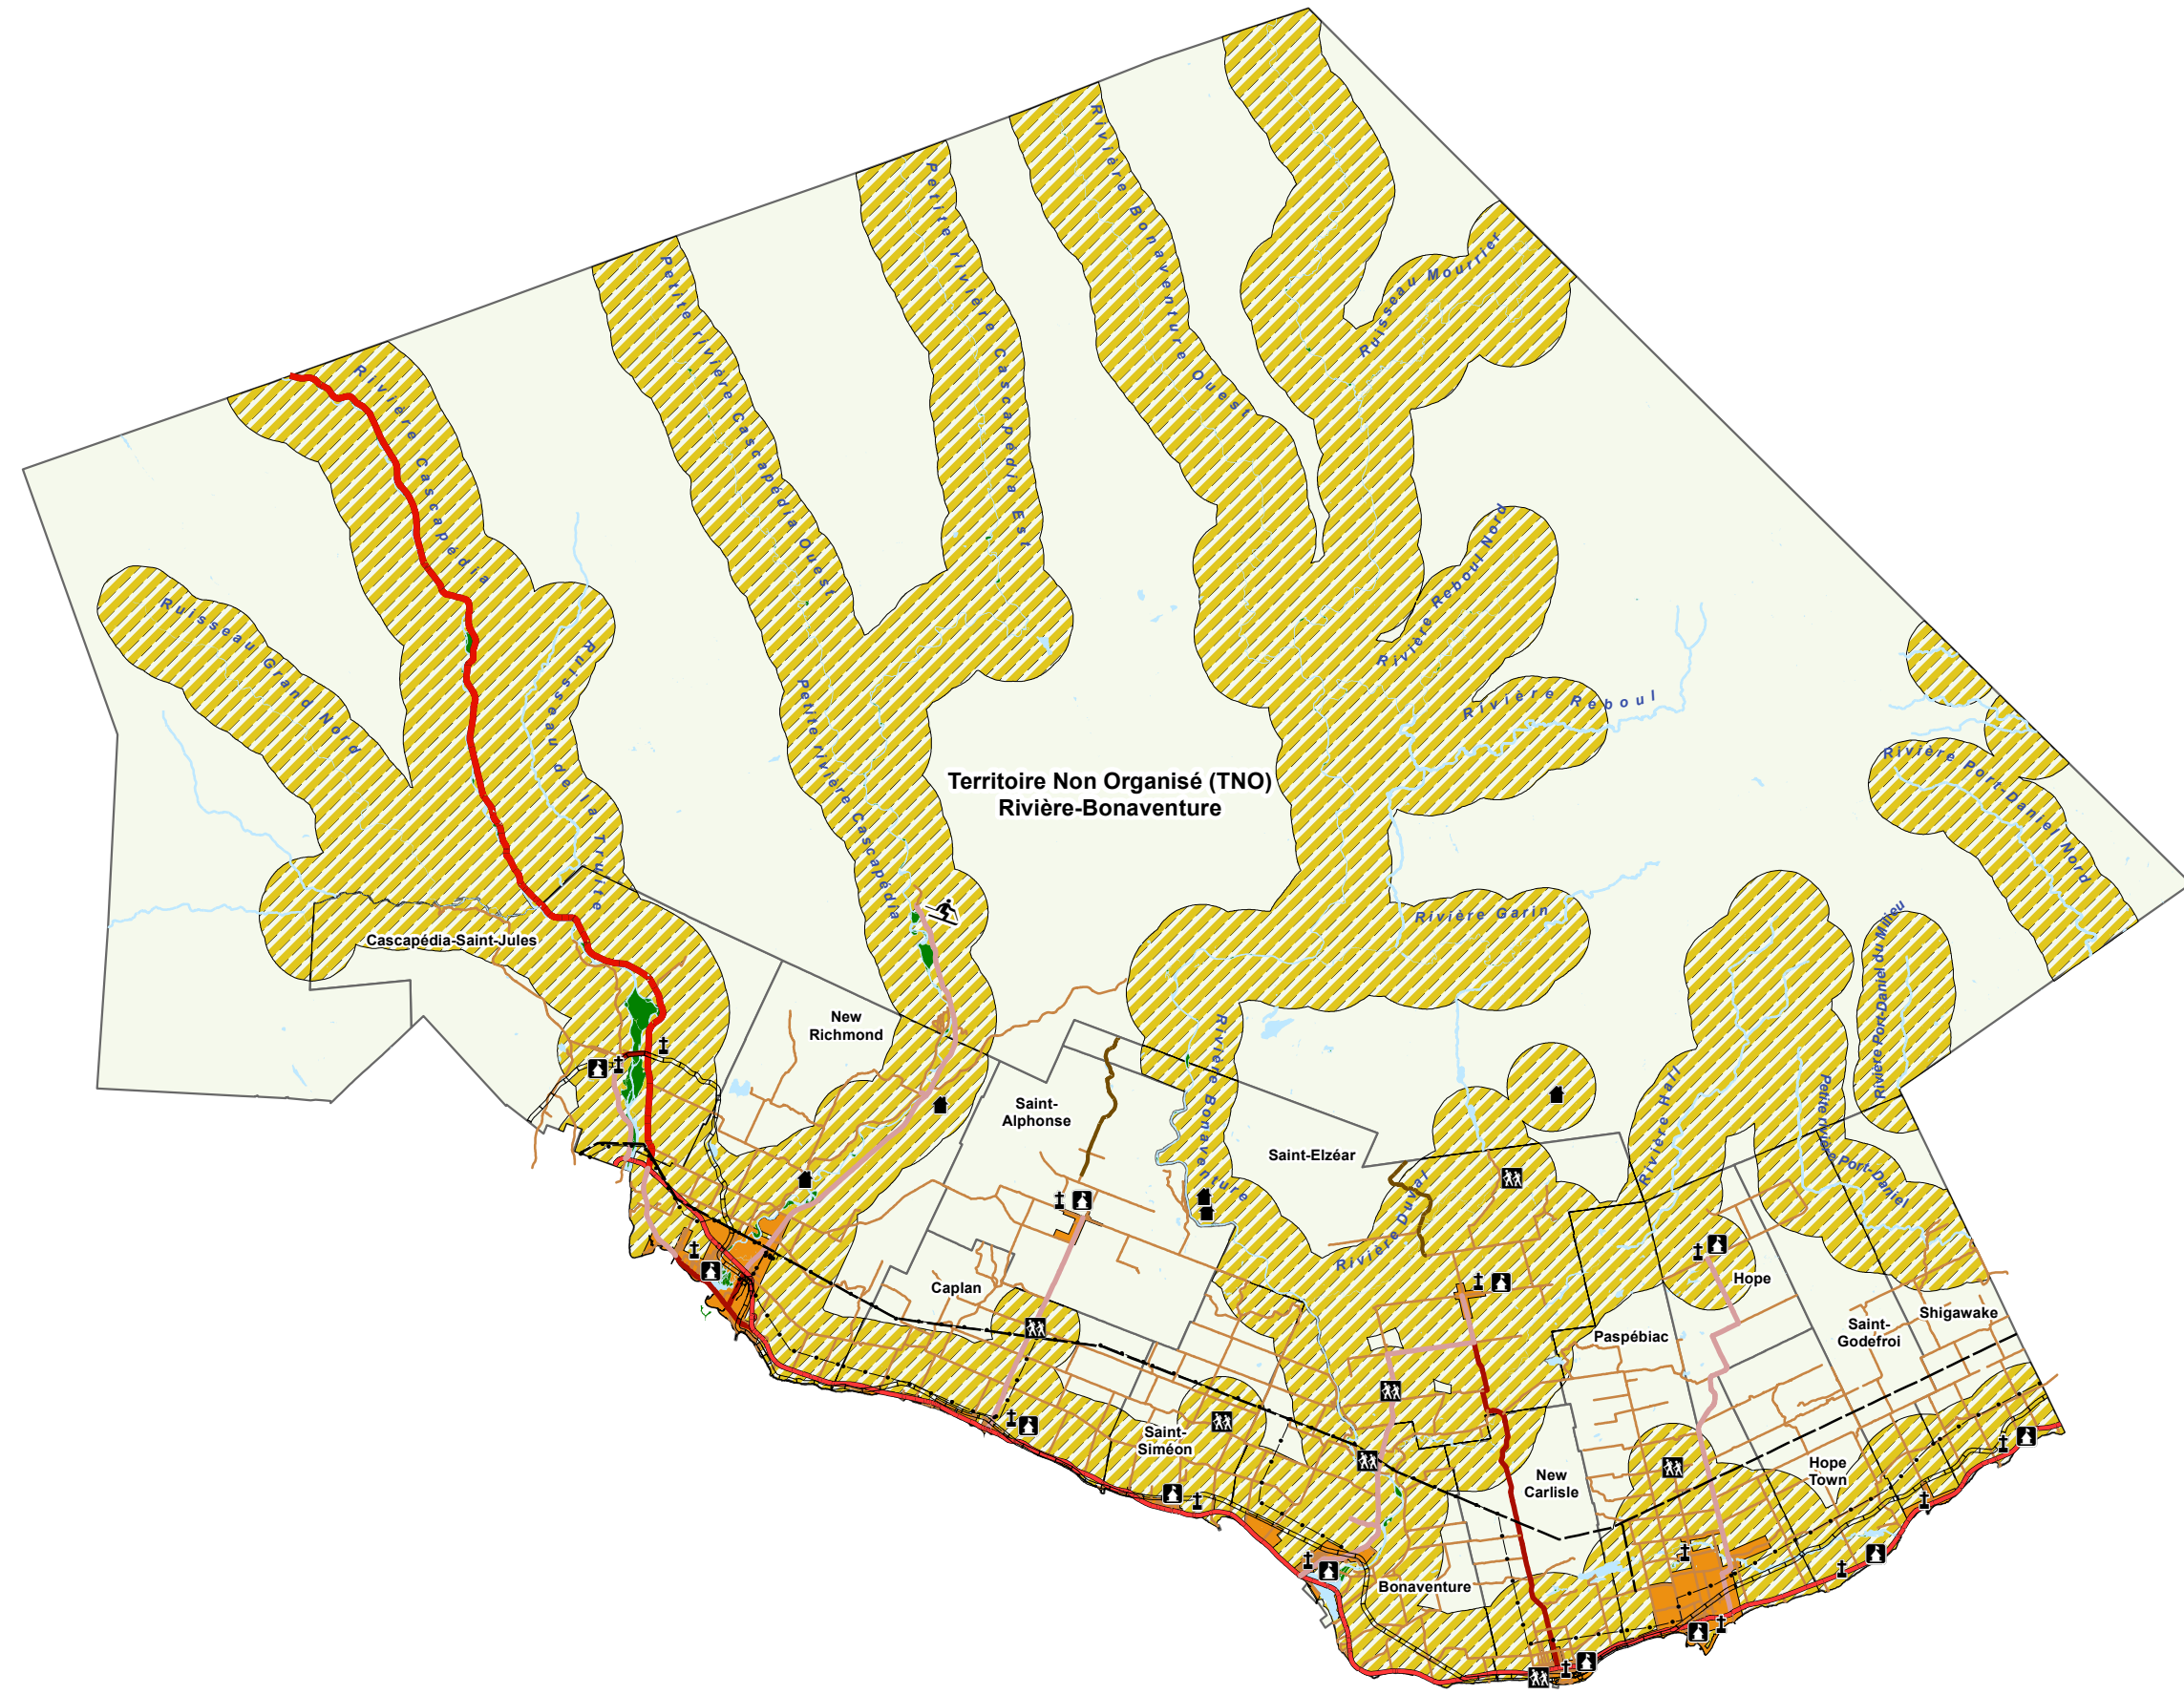 Rivière Bonaventure Ouest
Petite rivière Cascapédia Est
Ruisseau Mourrier
Petite rivière Cascapédia Ouest
Rivière Cascapédia
Rivière Reboul Nord
Ruisseau Grand Nord
Ruisseau de la Truite
Rivière Reboul
Petite rivière Cascapédia
Rivière Port-Daniel Nord
Territoire Non Organisé (TNO)
Rivière-Bonaventure
Rivière Garin
Rivière Port-Daniel du Milieu
Cascapédia-Saint-Jules
New
Richmond
Rivière Bonaventure
Rivière Hall
Petite rivière Port-Daniel
Saint-
Alphonse
Saint-Elzéar
Rivière Duval
Caplan
Hope
Shigawake
Saint-
Godefroi
Paspébiac
Saint-
Siméon
Hope
Town
New
Carlisle
Bonaventure